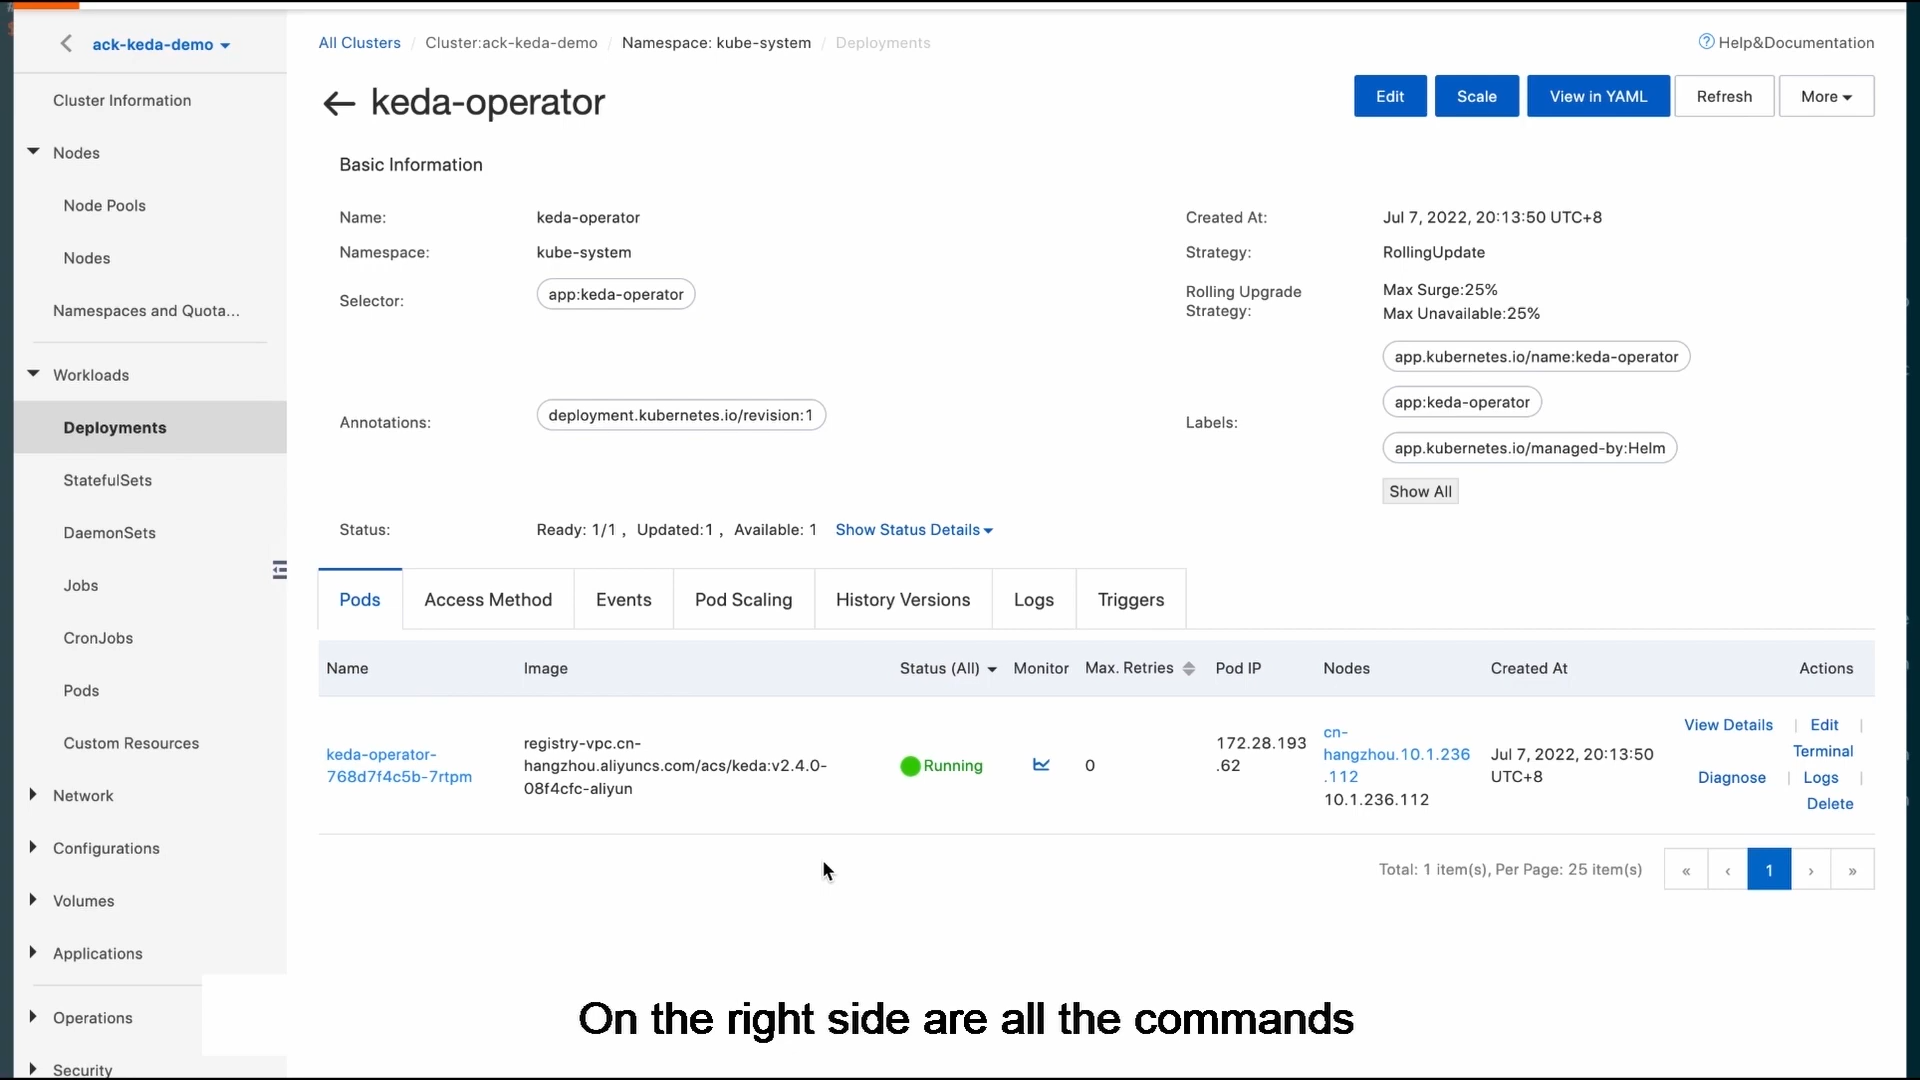 ack-keda-demo
All Clusters / Cluster:ack-keda-demo / Namespace: kube-system / Deployments
Help&Documentation
keda-operator
Edit
Scale
View in YAML
Refresh
More
Cluster Information
Nodes
Node Pools
Nodes
Namespaces and Quota...
Workloads
Deployments
StatefulSets
DaemonSets
Jobs
CronJobs
Pods
Custom Resources
Network
Configurations
Volumes
Applications
Operations
Security
Basic Information
Name: keda-operator
Created At: Jul 7, 2022, 20:13:50 UTC+8
Namespace: kube-system
Strategy: RollingUpdate
Selector: app:keda-operator
Rolling Upgrade
Strategy:
Max Surge:25%
Max Unavailable:25%
Annotations: deployment.kubernetes.io/revision:1
Labels:
app.kubernetes.io/name:keda-operator
app:keda-operator
app.kubernetes.io/managed-by:Helm
Show All
Status: Ready: 1/1 , Updated:1 , Available: 1 Show Status Details
Pods
Access Method
Events
Pod Scaling
History Versions
Logs
Triggers
Name Image Status (All) Monitor Max. Retries Pod IP Nodes Created At Actions
keda-operator-
768d7f4c5b-7rtpm
registry-vpc.cn-
hangzhou.aliyuncs.com/acs/keda:v2.4.0-
08f4cfc-aliyun
Running
0
172.28.193
.62
cn-
hangzhou.10.1.236
.112
10.1.236.112
Jul 7, 2022, 20:13:50
UTC+8
View Details | Edit |
Terminal
Diagnose | Logs |
Delete
Total: 1 item(s), Per Page: 25 item(s) « ‹ 1 › »
On the right side are all the commands